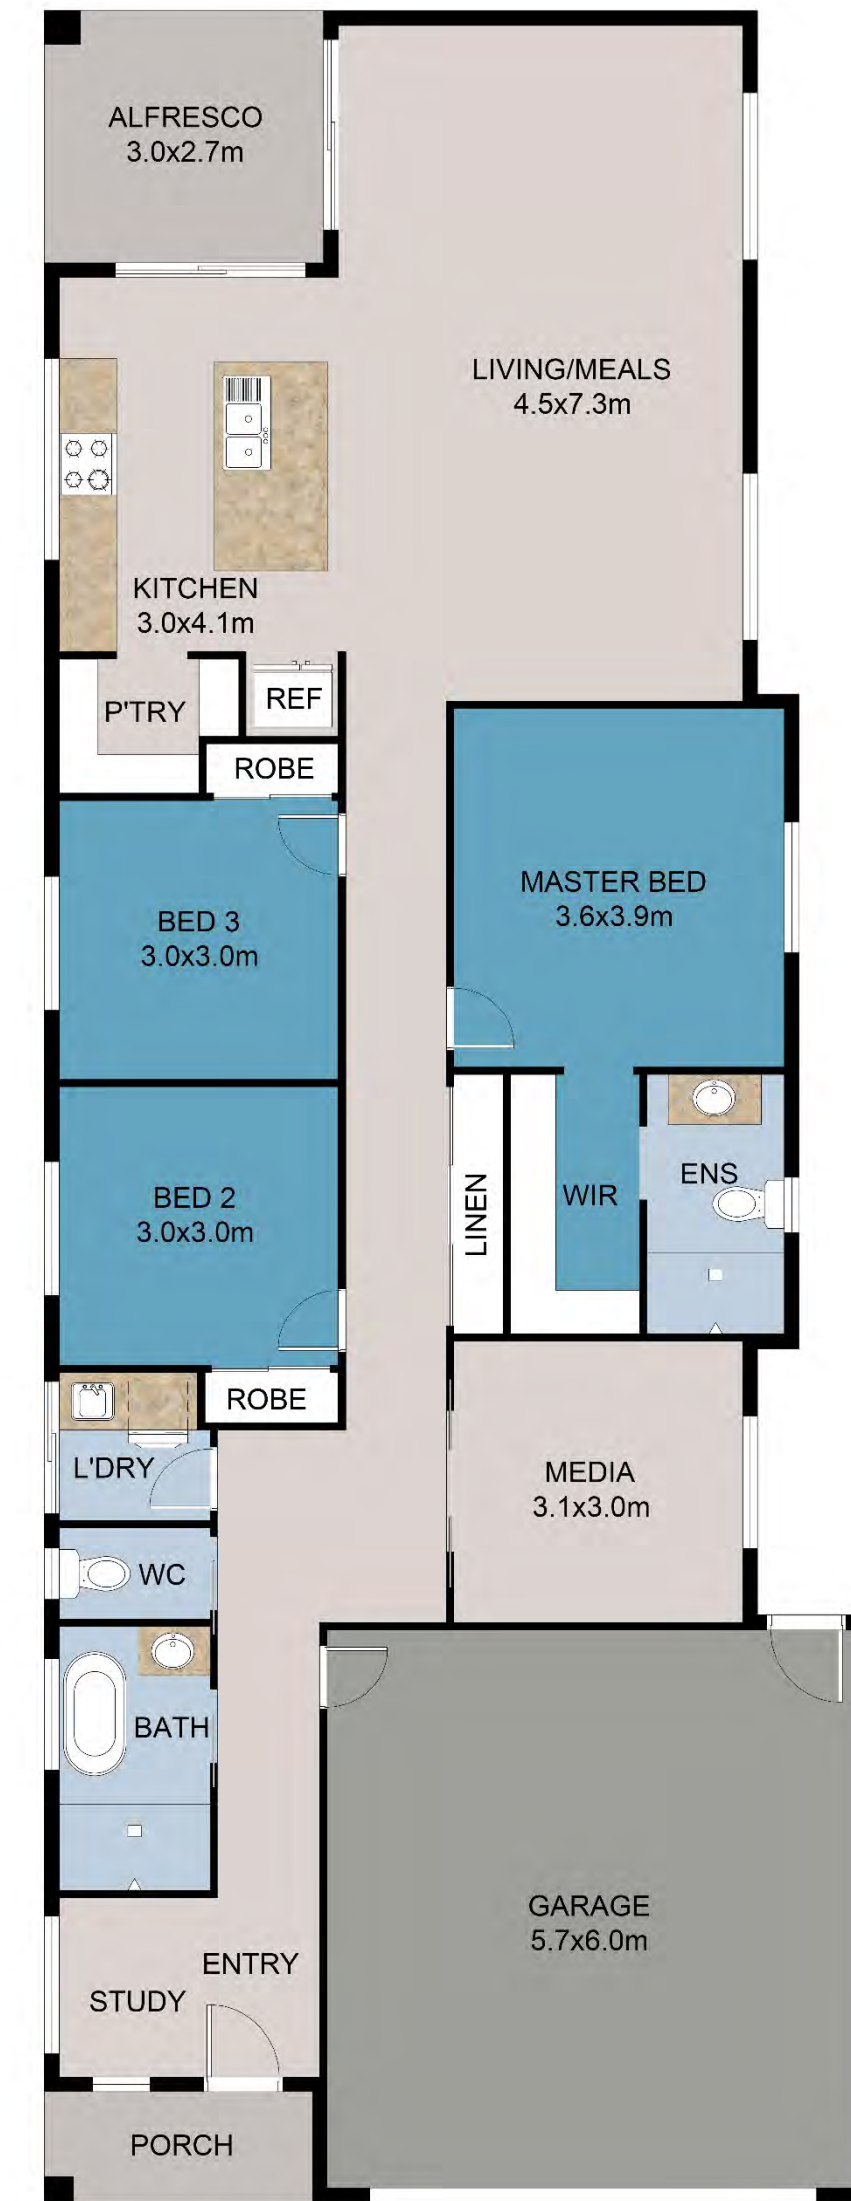 ALFRESCO
3.0x2.7m
LIVING/MEALS
4.5x7.3m
KITCHEN
3.0x4.1m
P'TRY
REF
ROBE
MASTER BED
3.6x3.9m
BED 3
3.0x3.0m
BED 2
3.0x3.0m
LINEN
WIR
ENS
ROBE
L'DRY
MEDIA
3.1x3.0m
WC
BATH
GARAGE
5.7x6.0m
ENTRY
STUDY
PORCH